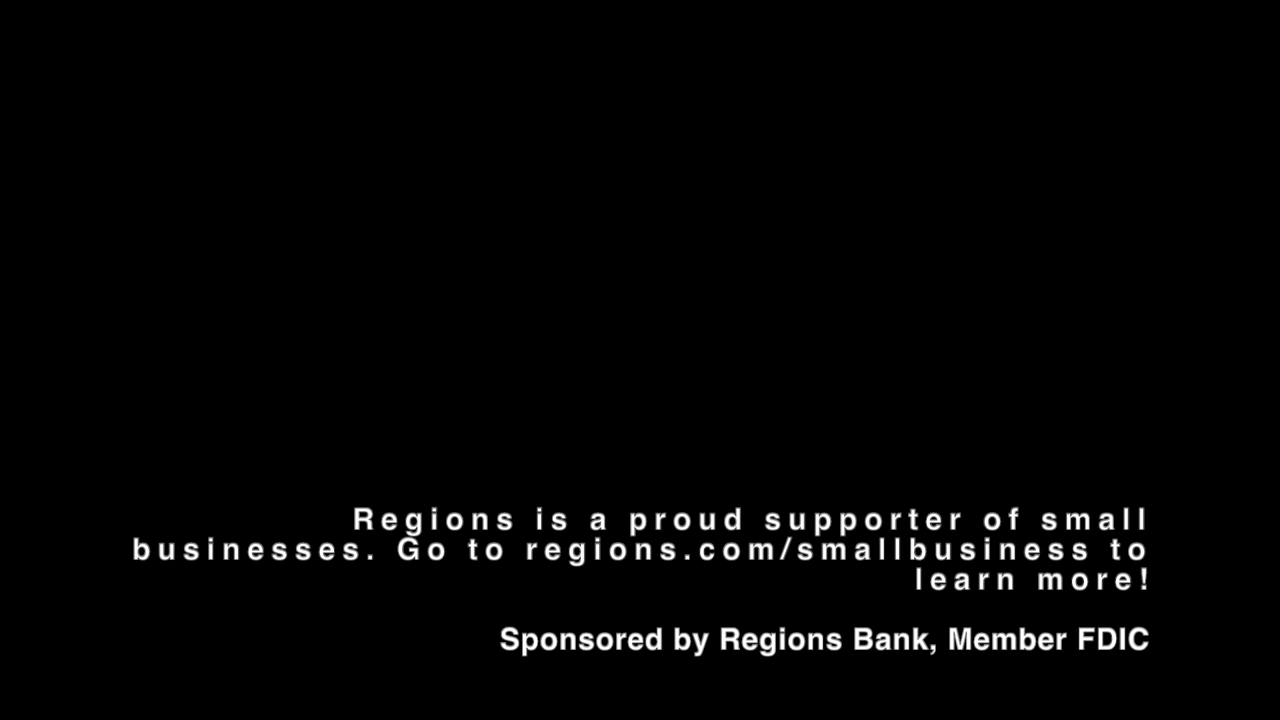 Regions is a proud supporter of small
businesses. Go to regions.com/smallbusiness to
learn more!
Sponsored by Regions Bank, Member FDIC